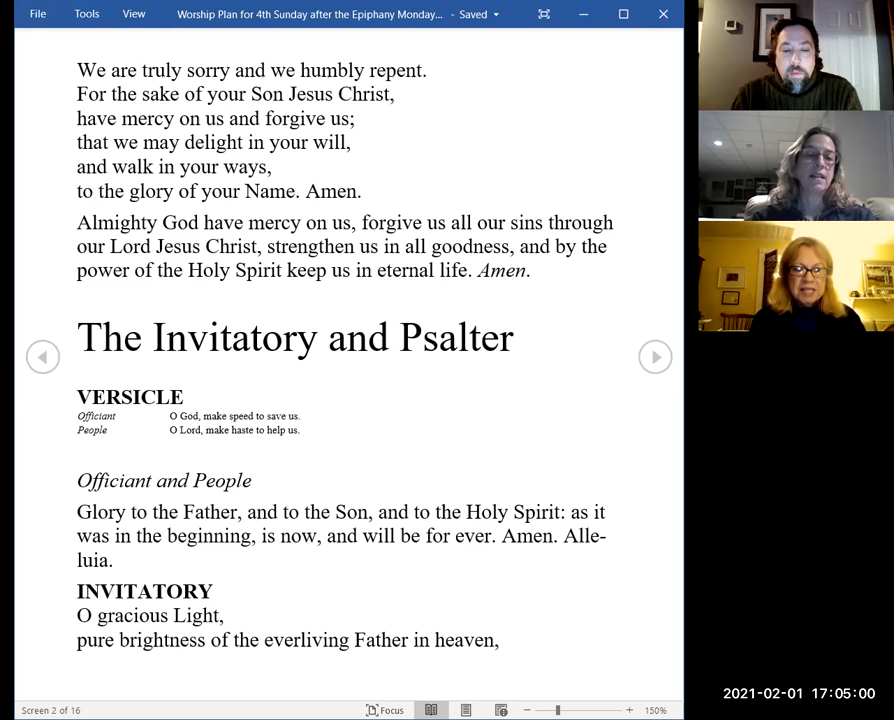 File Tools View Worship Plan for 4th Sunday after the Epiphany Monday... - Saved
We are truly sorry and we humbly repent.
For the sake of your Son Jesus Christ,
have mercy on us and forgive us;
that we may delight in your will,
and walk in your ways,
to the glory of your Name. Amen.
Almighty God have mercy on us, forgive us all our sins through
our Lord Jesus Christ, strengthen us in all goodness, and by the
power of the Holy Spirit keep us in eternal life. Amen.
The Invitatory and Psalter
VERSICLE
Officiant O God, make speed to save us.
People O Lord, make haste to help us.
Officiant and People
Glory to the Father, and to the Son, and to the Holy Spirit: as it
was in the beginning, is now, and will be for ever. Amen. Alle-
luia.
INVITATORY
O gracious Light,
pure brightness of the everliving Father in heaven,
2021-02-01 17:05:00
Screen 2 of 16 Focus 150%